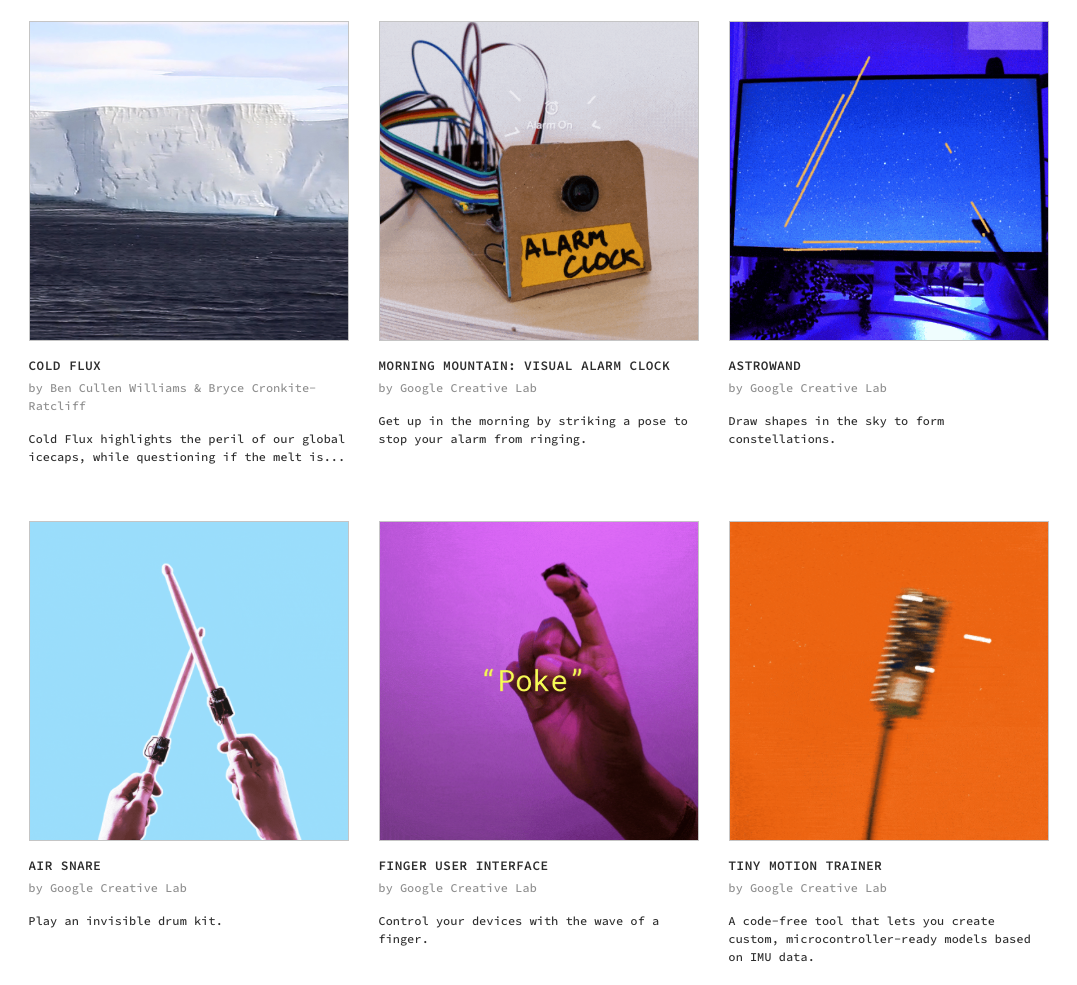 Alarm On
ALARM
CLOCK
COLD FLUX
by Ben Cullen Williams & Bryce Cronkite-
Ratcliff
Cold Flux highlights the peril of our global
icecaps, while questioning if the melt is...
MORNING MOUNTAIN: VISUAL ALARM CLOCK
by Google Creative Lab
Get up in the morning by striking a pose to
stop your alarm from ringing.
ASTROWAND
by Google Creative Lab
Draw shapes in the sky to form
constellations.
“Poke”
AIR SNARE
by Google Creative Lab
Play an invisible drum kit.
FINGER USER INTERFACE
by Google Creative Lab
Control your devices with the wave of a
finger.
TINY MOTION TRAINER
by Google Creative Lab
A code-free tool that lets you create
custom, microcontroller-ready models based
on IMU data.